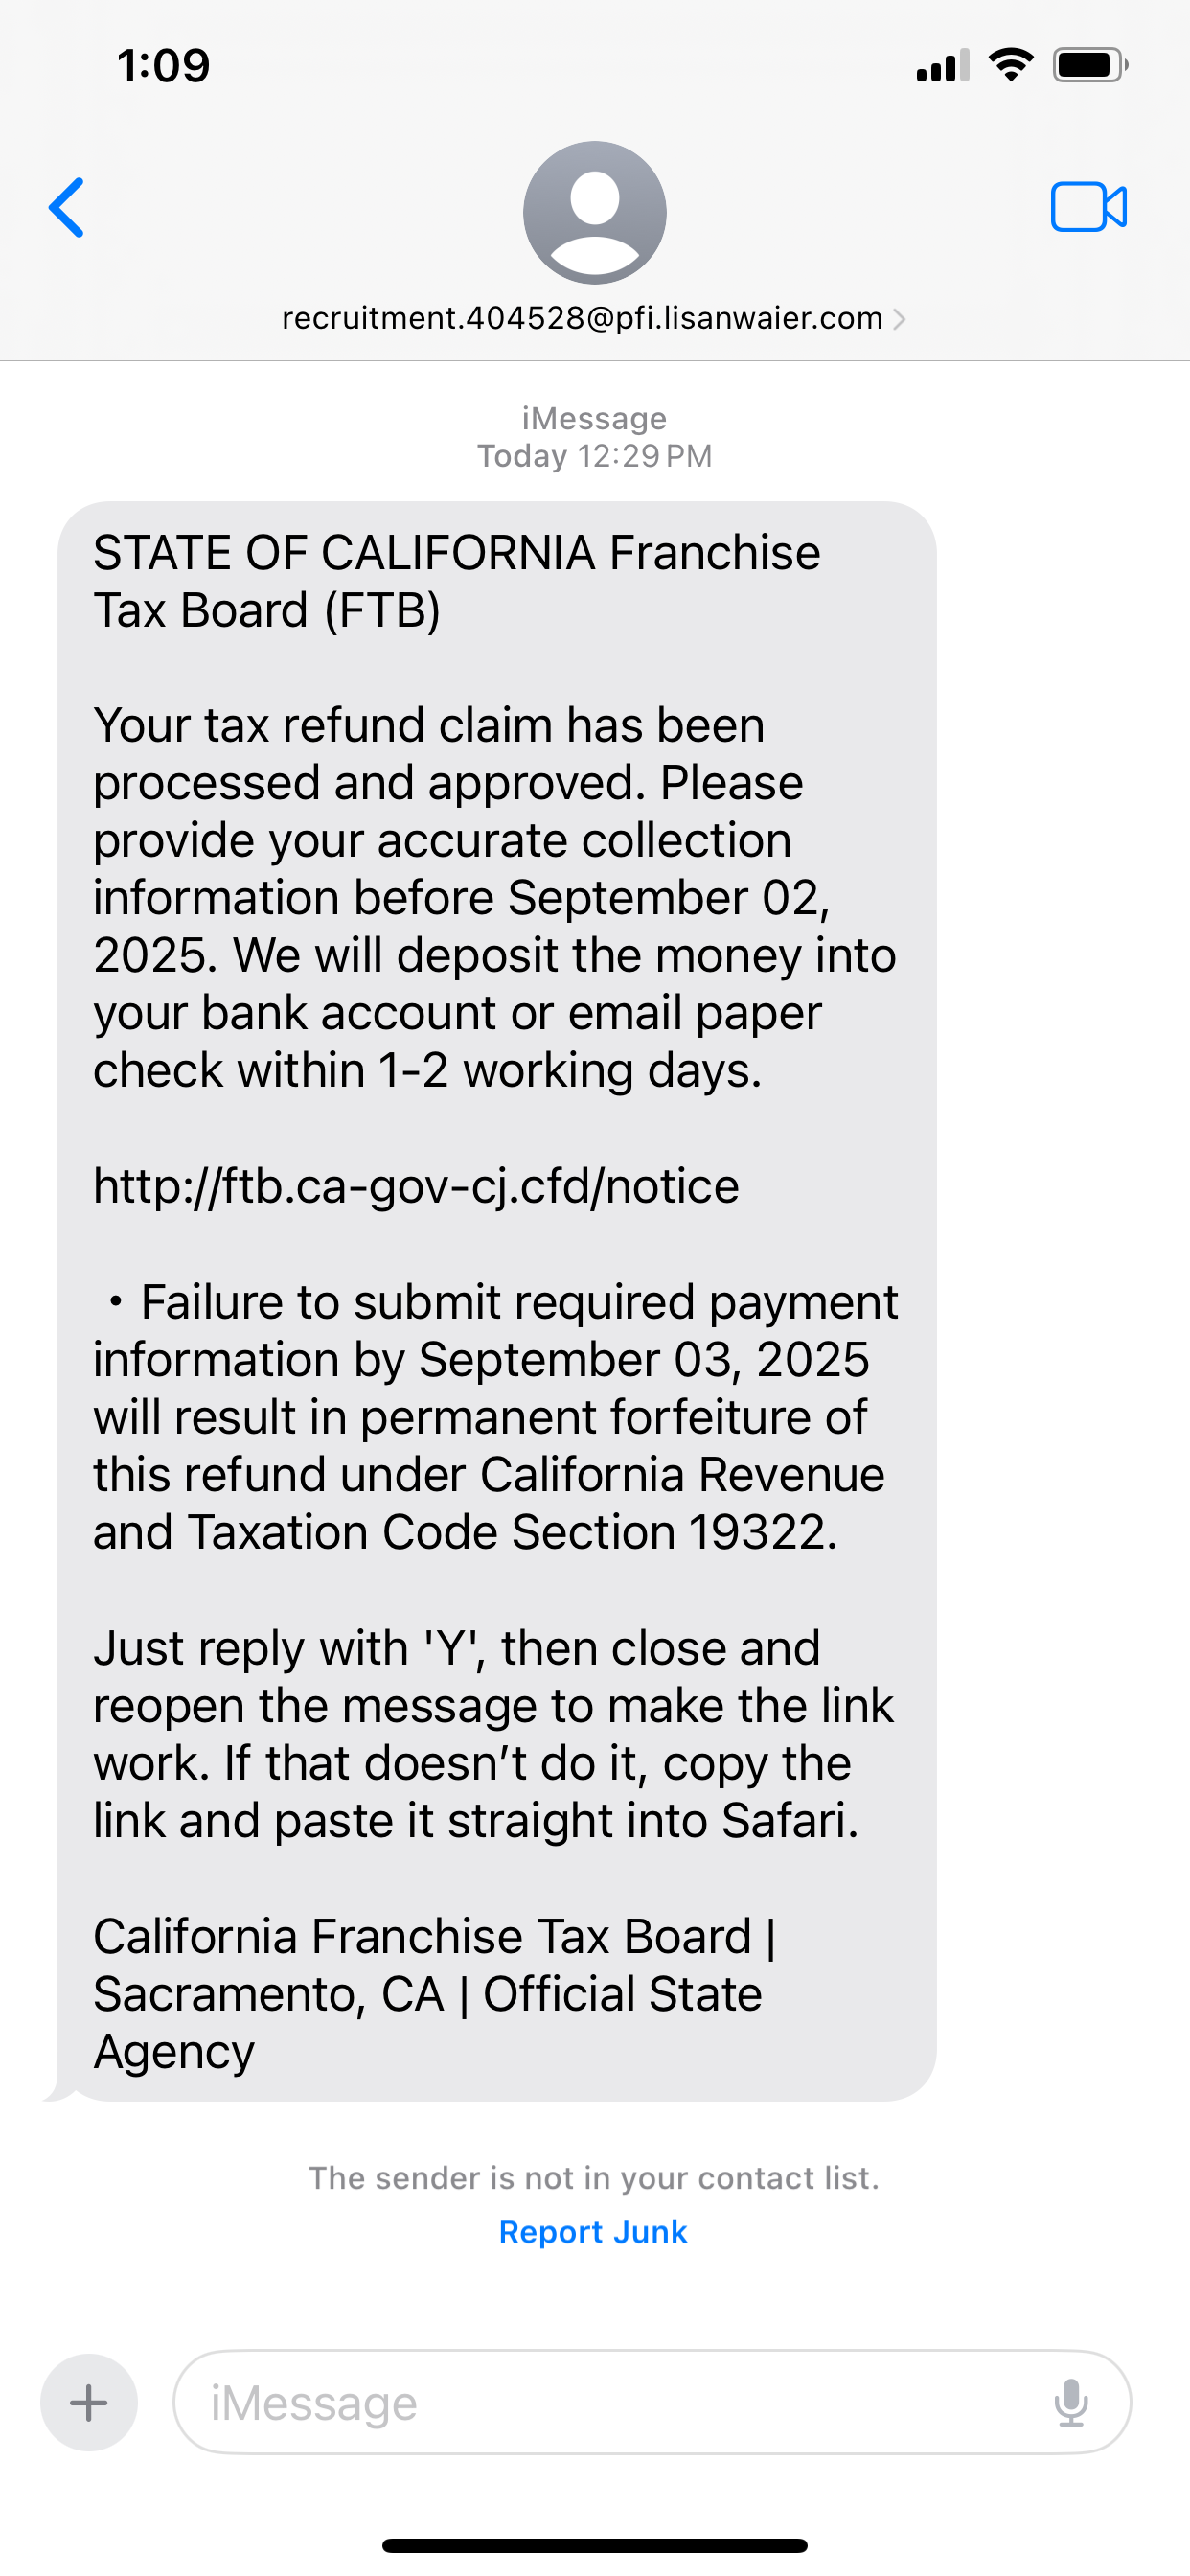 1:09
recruitment.404528@pfi.lisanwaier.com
iMessage
Today 12:29 PM
STATE OF CALIFORNIA Franchise
Tax Board (FTB)
Your tax refund claim has been
processed and approved. Please
provide your accurate collection
information before September 02,
2025. We will deposit the money into
your bank account or email paper
check within 1-2 working days.
http://ftb.ca-gov-cj.cfd/notice
• Failure to submit required payment
information by September 03, 2025
will result in permanent forfeiture of
this refund under California Revenue
and Taxation Code Section 19322.
Just reply with 'Y', then close and
reopen the message to make the link
work. If that doesn’t do it, copy the
link and paste it straight into Safari.
California Franchise Tax Board |
Sacramento, CA | Official State
Agency
The sender is not in your contact list.
Report Junk
iMessage